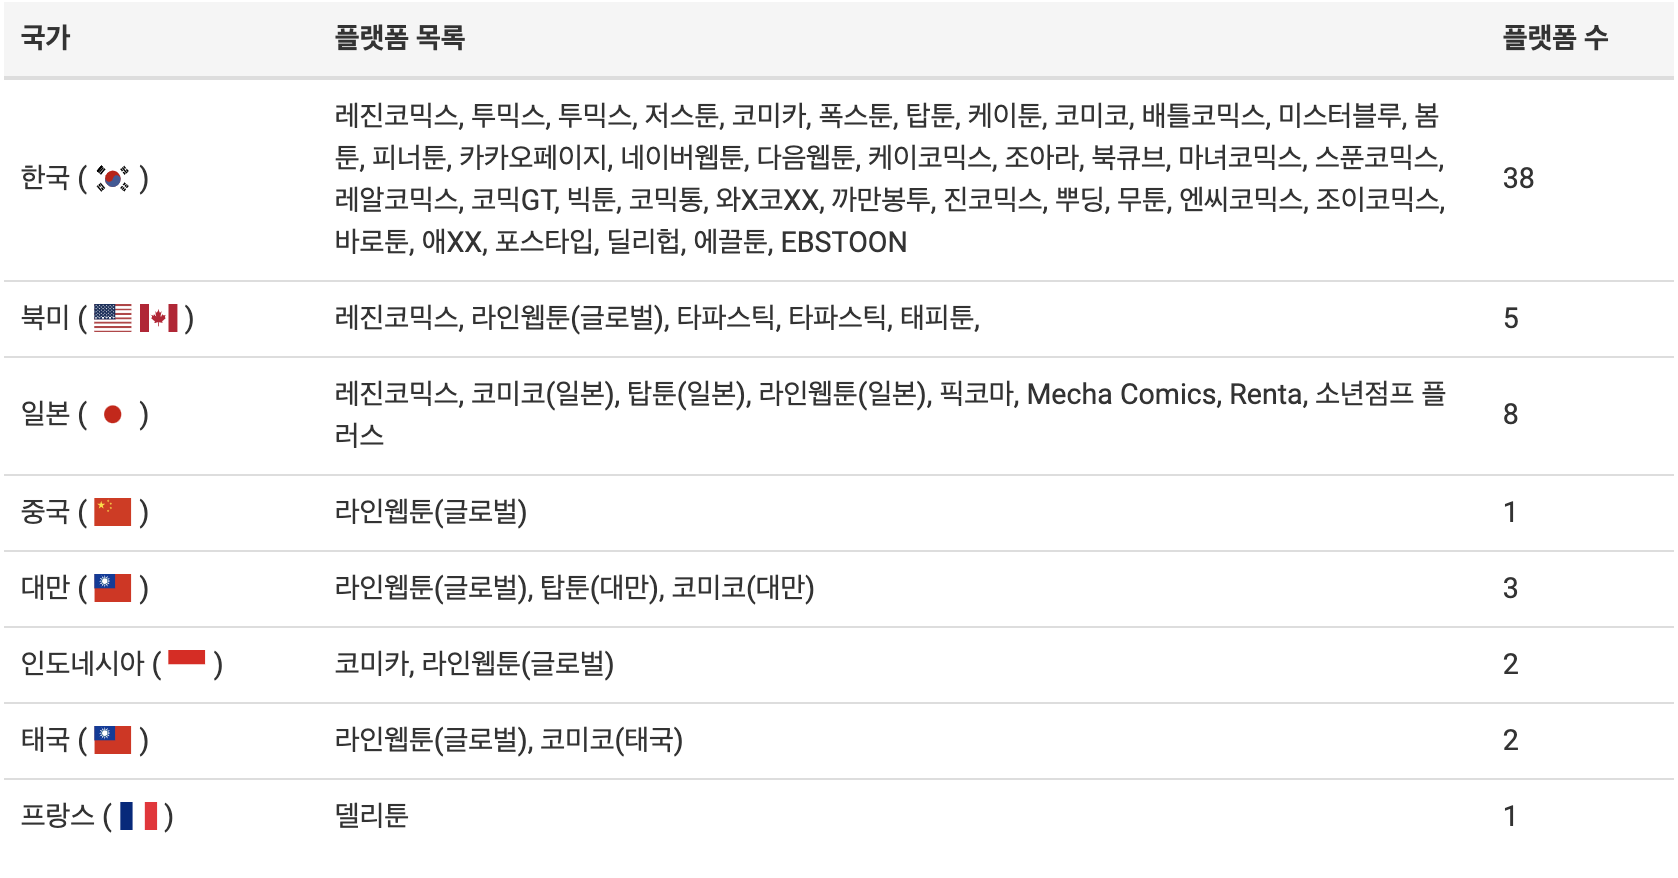 국가 플랫폼 목록 플랫폼 수
레진코믹스, 투믹스, 투믹스, 저스툰, 코미카, 폭스툰, 탑툰, 케이툰, 코미코, 배틀코믹스, 미스터블루, 봄
툰, 피너툰, 카카오페이지, 네이버웹툰, 다음웹툰, 케이코믹스, 조아라, 북큐브, 마녀코믹스, 스푼코믹스,
한국 ( ) 38
레알코믹스, 코믹GT, 빅툰, 코믹통, 와X코XX, 까만봉투, 진코믹스, 뿌딩, 무툰, 엔씨코믹스, 조이코믹스,
바로툰, 애XX, 포스타입, 딜리헙, 에끌툰, EBSTOON
북미 ( ) 레진코믹스, 라인웹툰(글로벌), 타파스틱, 타파스틱, 태피툰, 5
레진코믹스, 코미코(일본), 탑툰(일본), 라인웹툰(일본), 픽코마, Mecha Comics, Renta, 소년점프 플
일본 ( ) 8
러스
중국 ( ) 라인웹툰(글로벌) 1
대만 ( ) 라인웹툰(글로벌), 탑툰(대만), 코미코(대만) 3
인도네시아 ( ) 코미카, 라인웹툰(글로벌) 2
태국 ( ) 라인웹툰(글로벌), 코미코(태국) 2
프랑스 ( ) 델리툰 1